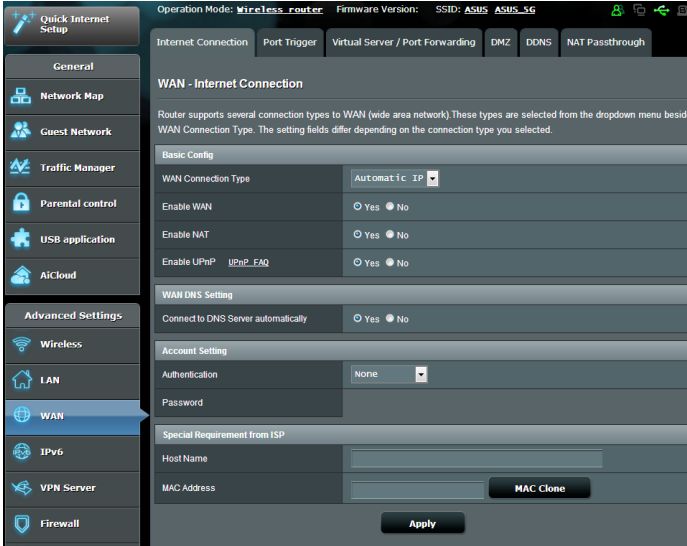 Quick Internet
Setup
Operation Mode: Wireless router Firmware Version: SSID: ASUS ASUS_5G
Internet Connection Port Trigger Virtual Server / Port Forwarding DMZ DDNS NAT Passthrough
General
Network Map
Guest Network
Traffic Manager
Parental control
USB application
AiCloud
Advanced Settings
Wireless
LAN
WAN
IPv6
VPN Server
Firewall
WAN - Internet Connection
Router supports several connection types to WAN (wide area network).These types are selected from the dropdown menu besid
WAN Connection Type. The setting fields differ depending on the connection type you selected.
Basic Config
WAN Connection Type Automatic IP
Enable WAN Yes No
Enable NAT Yes No
Enable UPnP UPnP FAQ Yes No
WAN DNS Setting
Connect to DNS Server automatically Yes No
Account Setting
Authentication None
Password
Special Requirement from ISP
Host Name
MAC Address MAC Clone
Apply